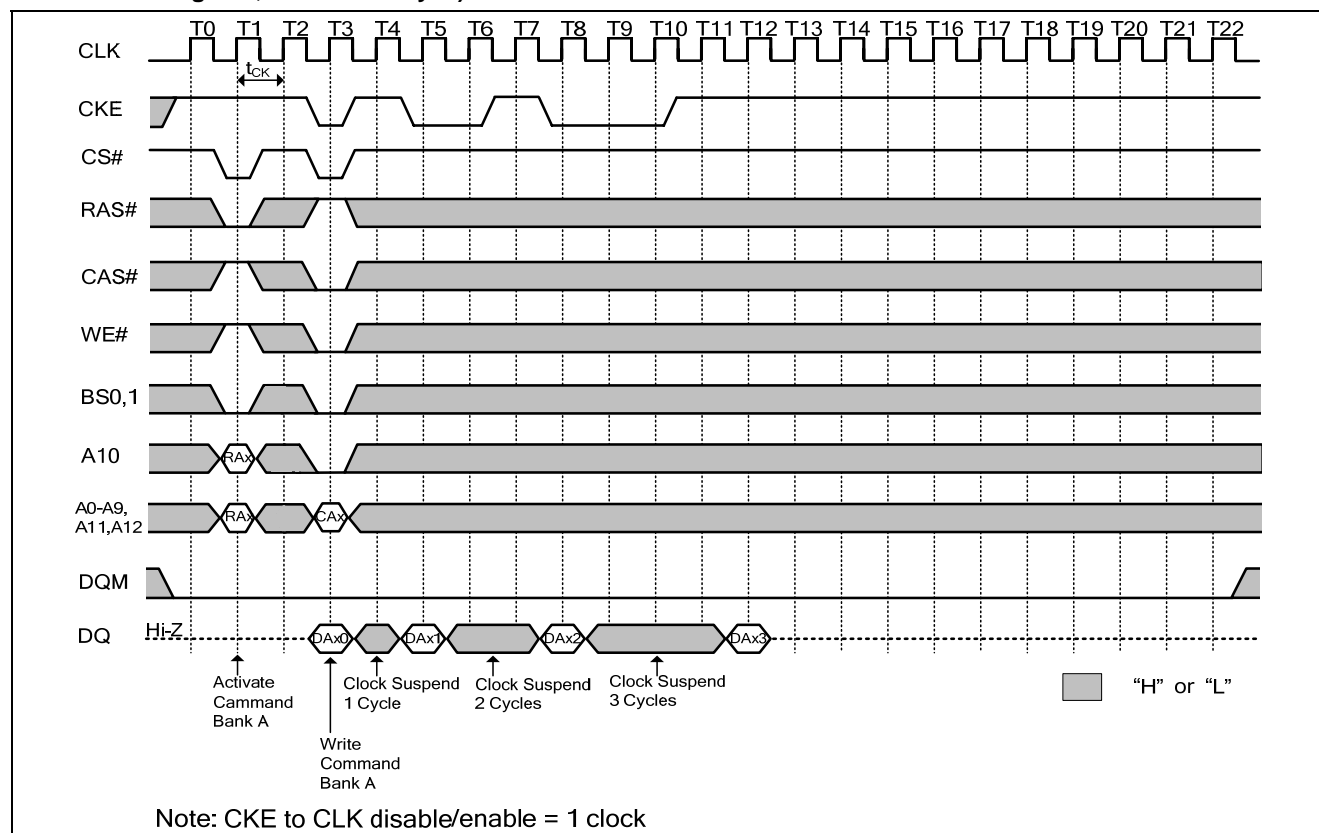 T0 T1 T2 T3 T4 T5 T6 T7 T8 T9 T10 T11 T12 T13 T14 T15 T16 T17 T18 T19 T20 T21 T22
CLK
tCK
CKE
CS#
RAS#
CAS#
WE#
BS0,1
A10
RAx
A0-A9,
A11,A12
RAx
CAx
DQM
DQ
Hi-Z
DAx0 DAx1 DAx2 DAx3
Activate
Cammand
Bank A
Clock Suspend
1 Cycle
Clock Suspend
2 Cycles
Clock Suspend
3 Cycles
"H" or "L"
Write
Command
Bank A
Note: CKE to CLK disable/enable = 1 clock